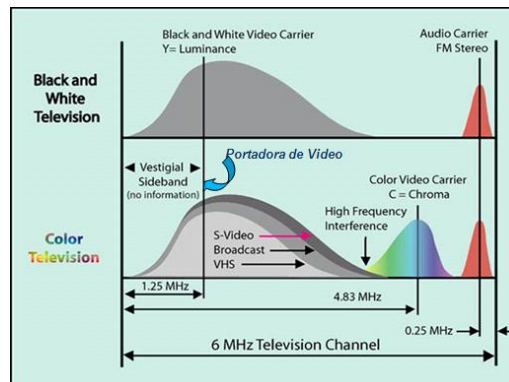 Black and White Video Carrier
Y= Luminance
Audio Carrier
FM Stereo
Black and
White
Television
Vestigial
Sideband
(no information)
Portadora de Video
Color Video Carrier
C = Chroma
High Frequency
Interference
S-Video
Broadcast
VHS
Color
Television
1.25 MHz
4.83 MHz
0.25 MHz
6 MHz Television Channel